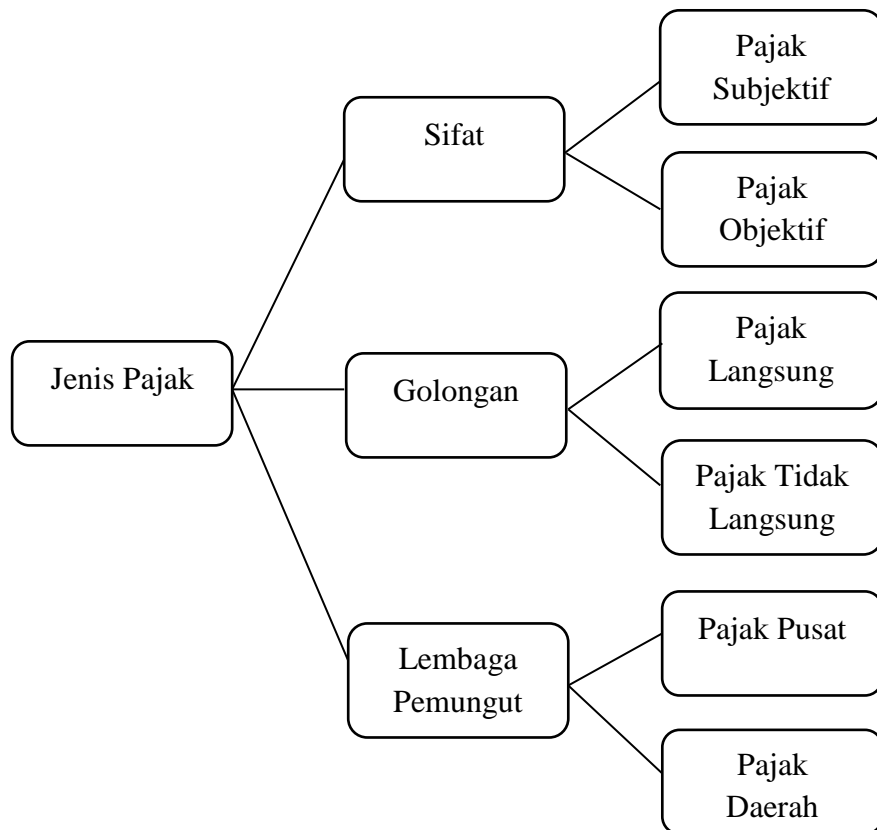 Jenis Pajak
Sifat
Pajak
Subjektif
Pajak
Objektif
Golongan
Pajak
Langsung
Pajak Tidak
Langsung
Lembaga
Pemungut
Pajak Pusat
Pajak
Daerah